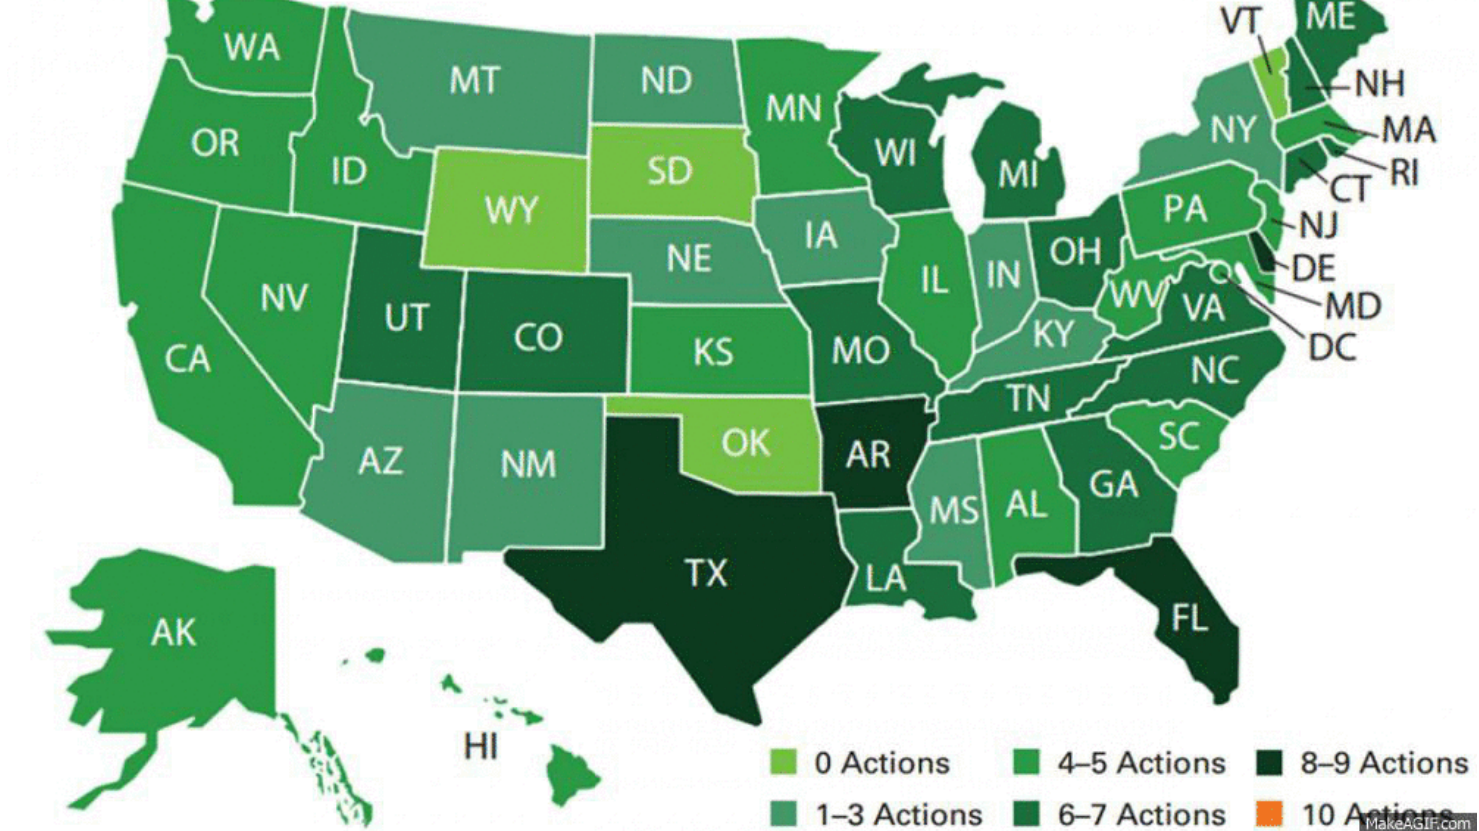 VT
ME
WA
MT
ND
MN
NH
OR
ID
WY
SD
WI
MI
NY
MA
RI
CT
PA
NJ
NE
IA
OH
DE
NV
IL
IN
WV
VA
MD
UT
CO
KS
MO
KY
DC
CA
TN
NC
AZ
NM
OK
AR
SC
MS
AL
GA
TX
LA
FL
AK
HI
0 Actions
4–5 Actions
8–9 Actions
1–3 Actions
6–7 Actions
10 Actions
MakeAGIF.com